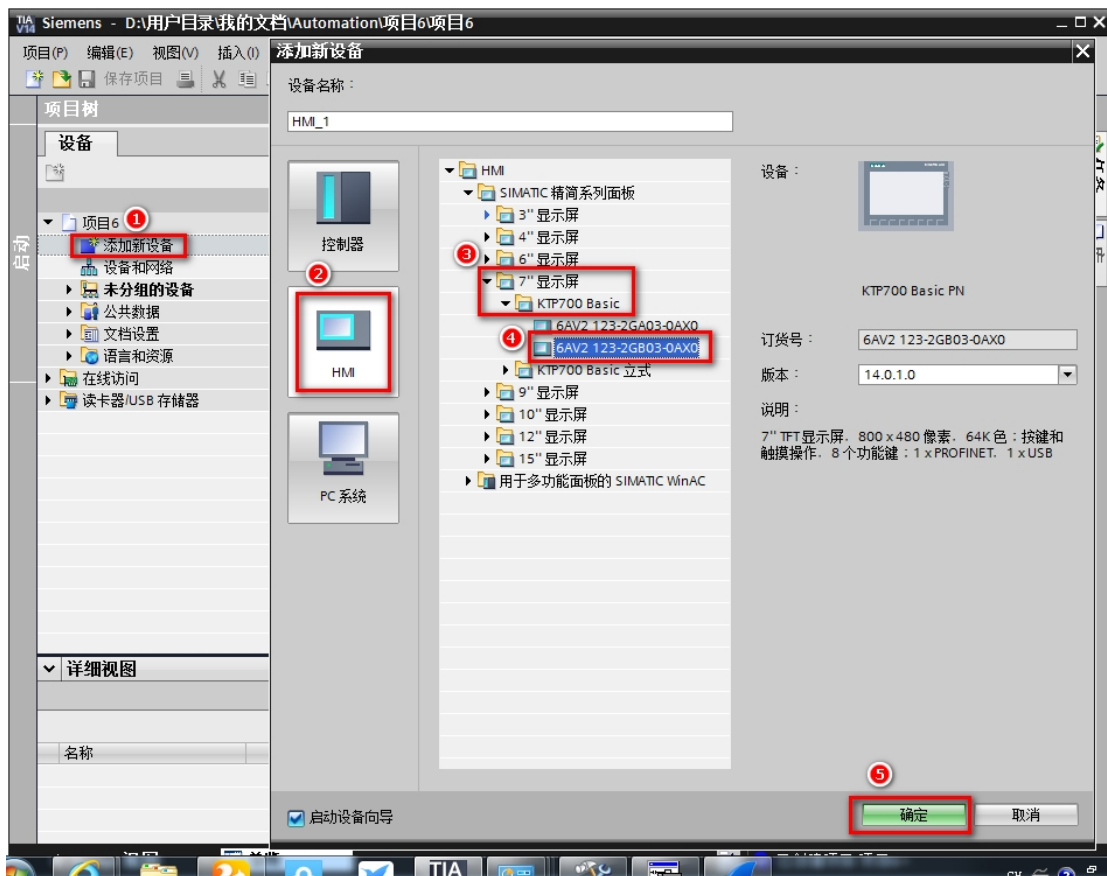 Siemens - D:\用户目录\我的文档\Automation\项目6\项目6
项目(P) 编辑(E) 视图(V) 插入(I)
保存项目
项目树
设备
启动
项目6
1
添加新设备
设备和网络
未分组的设备
公共数据
文档设置
语言和资源
在线访问
读卡器/USB 存储器
详细视图
名称
添加新设备
设备名称：
HMI_1
控制器
2
HMI
PC 系统
HMI
SIMATIC 精简系列面板
3" 显示屏
4" 显示屏
3
6" 显示屏
7" 显示屏
KTP700 Basic
6AV2 123-2GA03-0AX0
4
6AV2 123-2GB03-0AX0
KTP700 Basic 立式
9" 显示屏
10" 显示屏
12" 显示屏
15" 显示屏
用于多功能面板的 SIMATIC WinAC
设备：
KTP700 Basic PN
订货号：
6AV2 123-2GB03-0AX0
版本：
14.0.1.0
说明：
7" TFT显示屏，800 x 480 像素，64K 色；按键和
触摸操作，8 个功能键；1 x PROFINET，1 x USB
5
启动设备向导
确定
取消
TIA